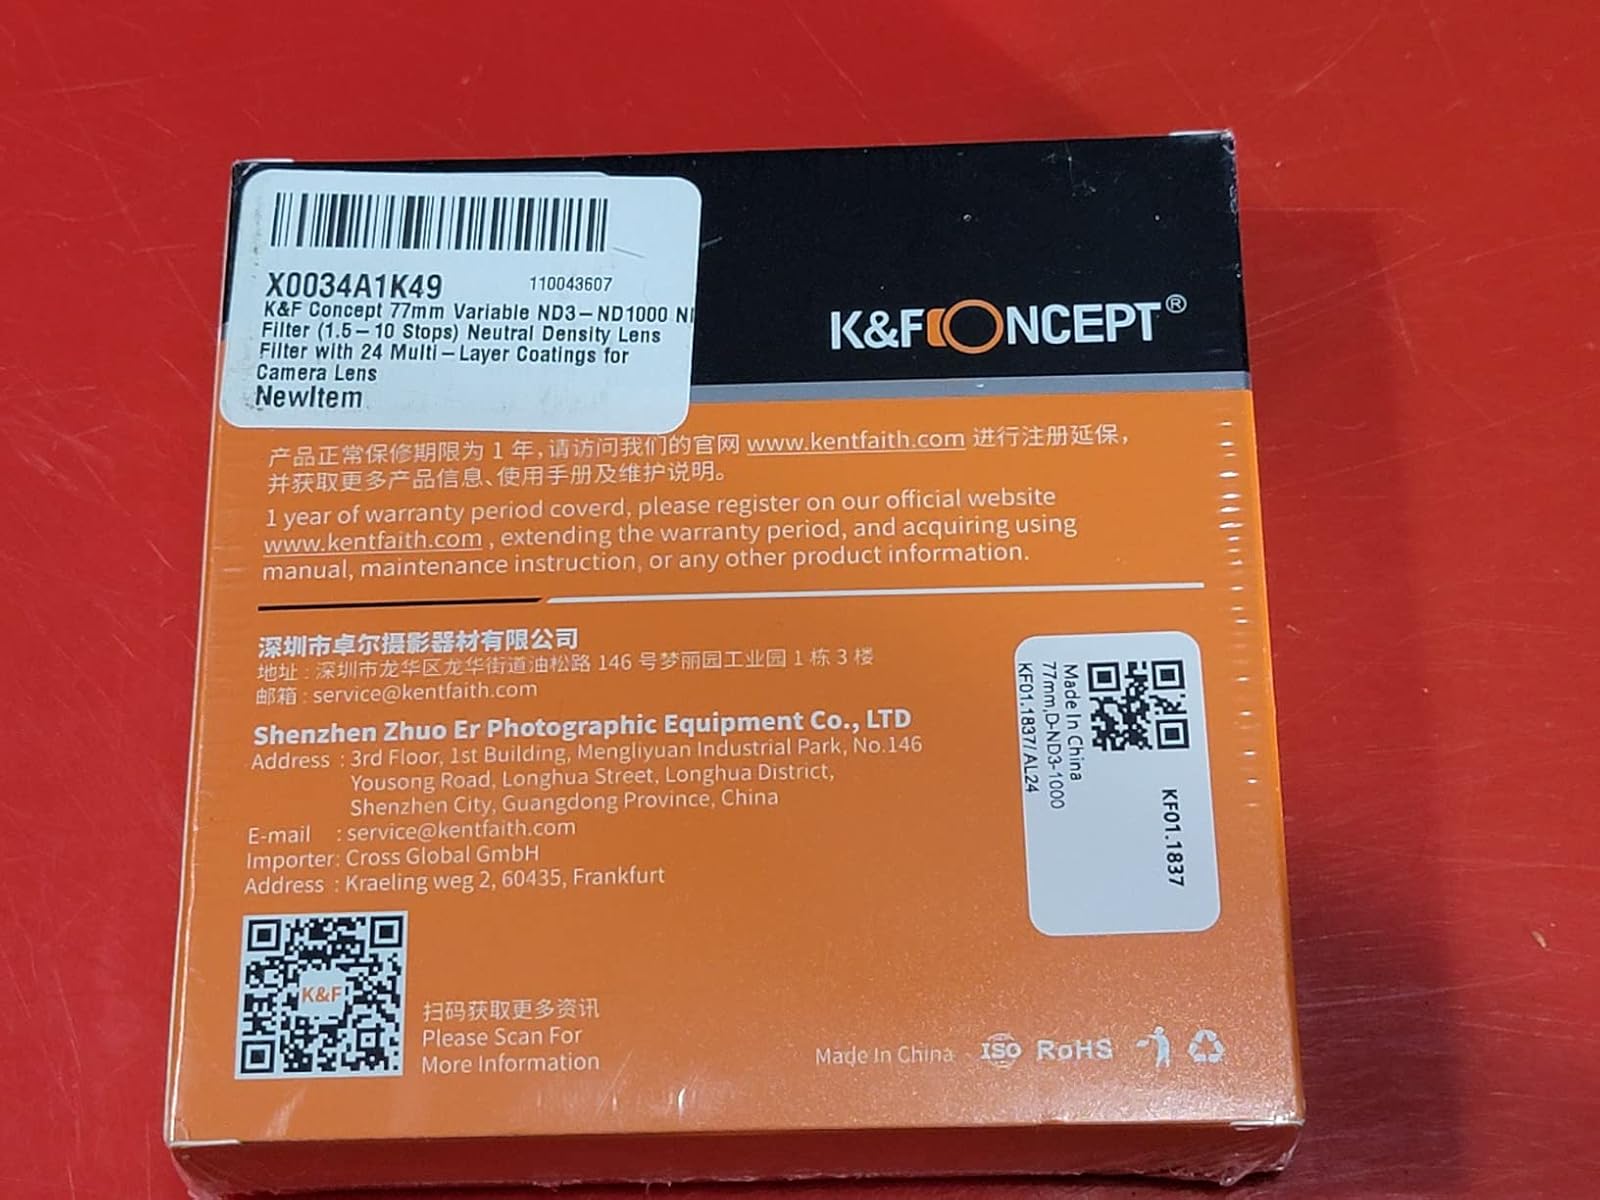 X0034A1K49 110043607
K&F Concept 77mm Variable ND3–ND1000
Filter (1.5–10 Stops) Neutral Density Lens
Filter with 24 Multi–Layer Coatings for
Camera Lens
NewItem
K&F CONCEPT®
产品正常保修期限为 1 年,请访问我们的官网 www.kentfaith.com 进行注册延保，
并获取更多产品信息、使用手册及维护说明。
1 year of warranty period coverd, please register on our official website
www.kentfaith.com , extending the warranty period, and acquiring using
manual, maintenance instruction, or any other product information.
深圳市卓尔摄影器材有限公司
地址 : 深圳市龙华区龙华街道油松路 146 号梦丽园工业园 1 栋 3 楼
邮箱 : service@kentfaith.com
Shenzhen Zhuo Er Photographic Equipment Co., LTD
Address : 3rd Floor, 1st Building, Mengliyuan Industrial Park, No.146
Yousong Road, Longhua Street, Longhua District,
Shenzhen City, Guangdong Province, China
E-mail : service@kentfaith.com
Importer: Cross Global GmbH
Address : Kraeling weg 2, 60435, Frankfurt
KF01.1837
Made In China
77mm,D-ND3-1000
KF01.1837/AL24
K&F
扫码获取更多资讯
Please Scan For
More Information
Made In China ISO RoHS